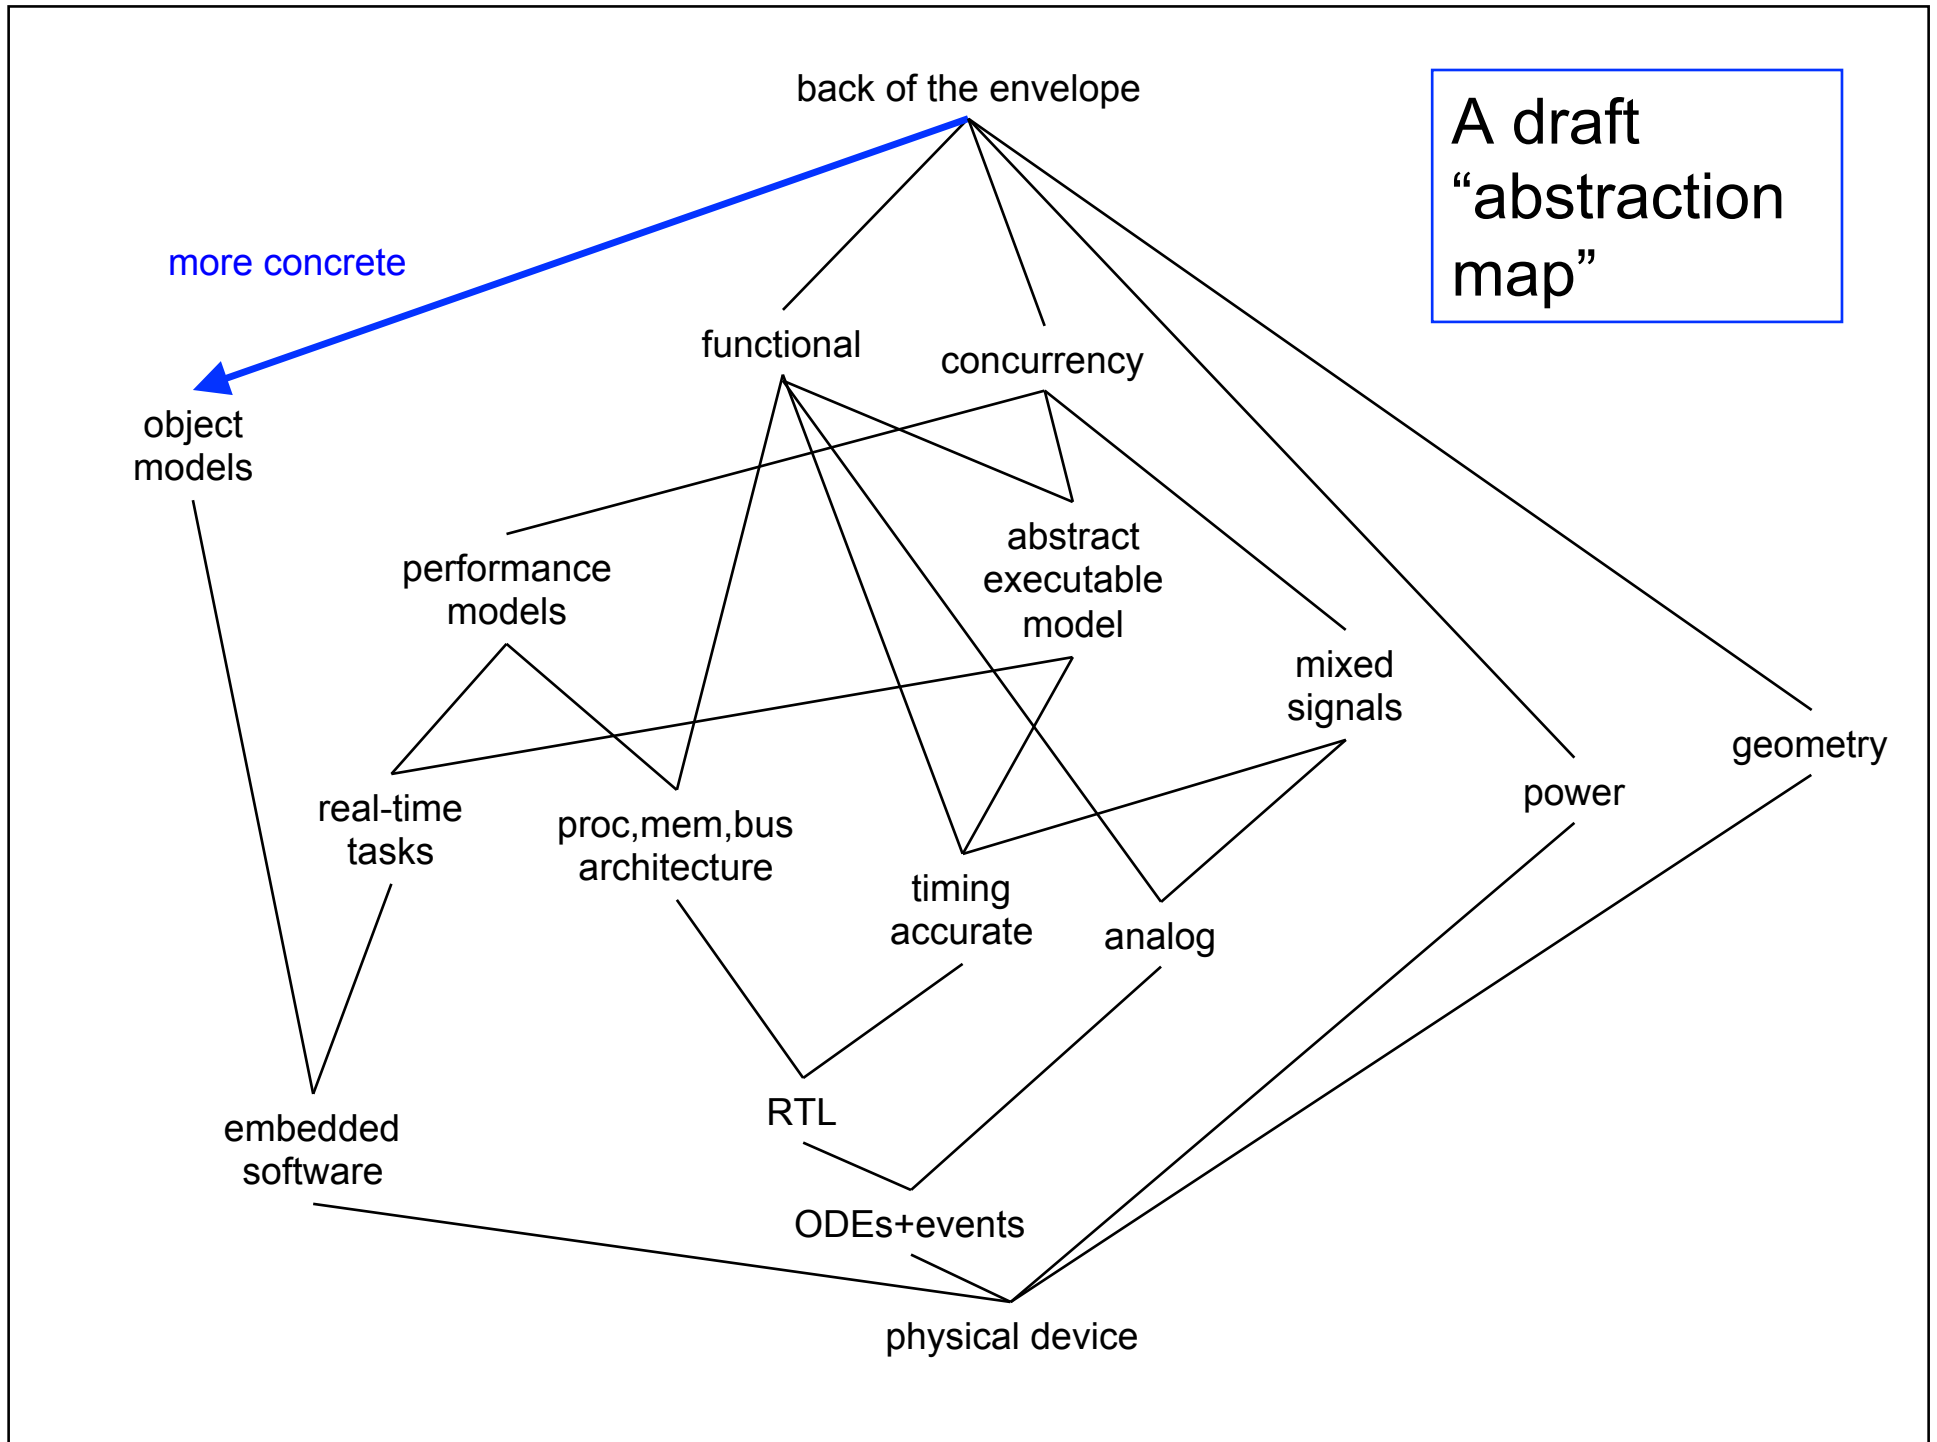 back of the envelope
A draft
“abstraction
map”
more concrete
functional
concurrency
object
models
performance
models
abstract
executable
model
mixed
signals
geometry
power
real-time
tasks
proc,mem,bus
architecture
timing
accurate
analog
RTL
embedded
software
ODEs+events
physical device